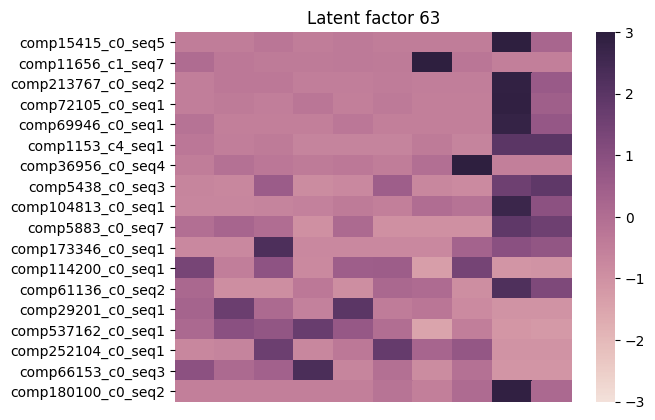 Latent factor 63
comp15415_c0_seq5
comp11656_c1_seq7
comp213767_c0_seq2
comp72105_c0_seq1
comp69946_c0_seq1
comp1153_c4_seq1
comp36956_c0_seq4
comp5438_c0_seq3
comp104813_c0_seq1
comp5883_c0_seq7
comp173346_c0_seq1
comp114200_c0_seq1
comp61136_c0_seq2
comp29201_c0_seq1
comp537162_c0_seq1
comp252104_c0_seq1
comp66153_c0_seq3
comp180100_c0_seq2
3
2
1
0
−1
−2
−3